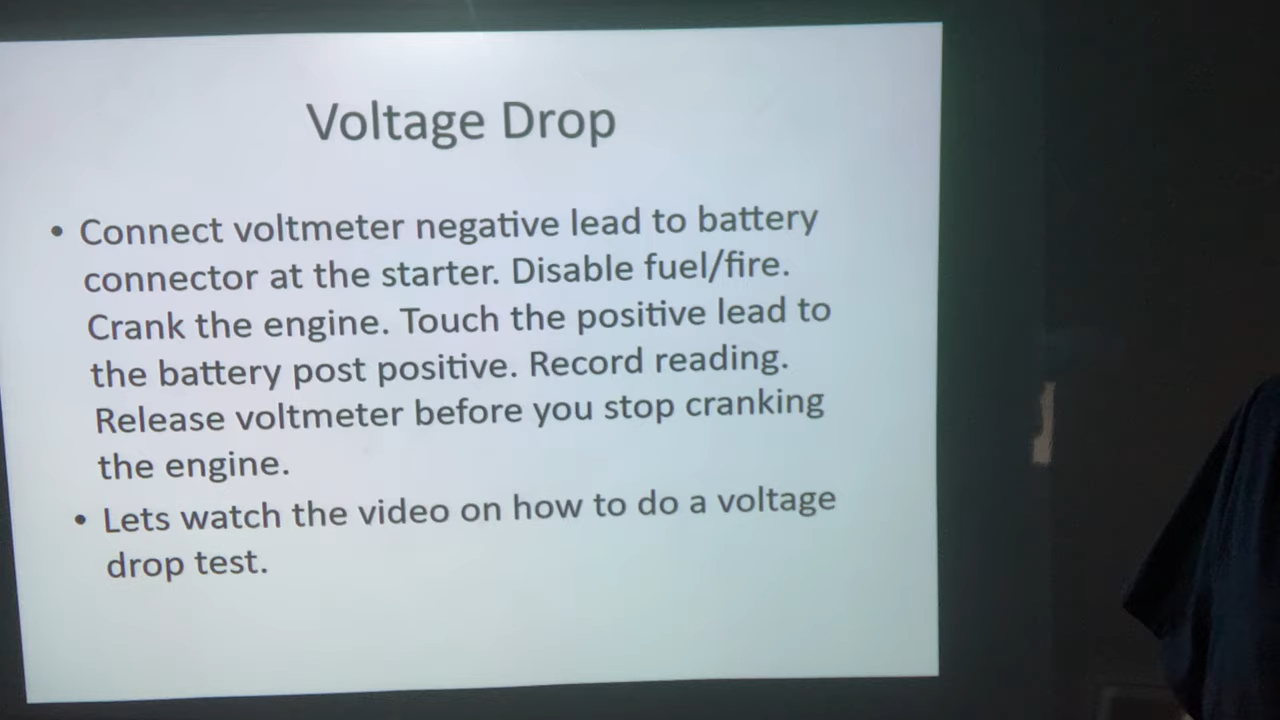 Voltage Drop
• Connect voltmeter negative lead to battery
connector at the starter. Disable fuel/fire.
Crank the engine. Touch the positive lead to
the battery post positive. Record reading.
Release voltmeter before you stop cranking
the engine.
• Lets watch the video on how to do a voltage
drop test.